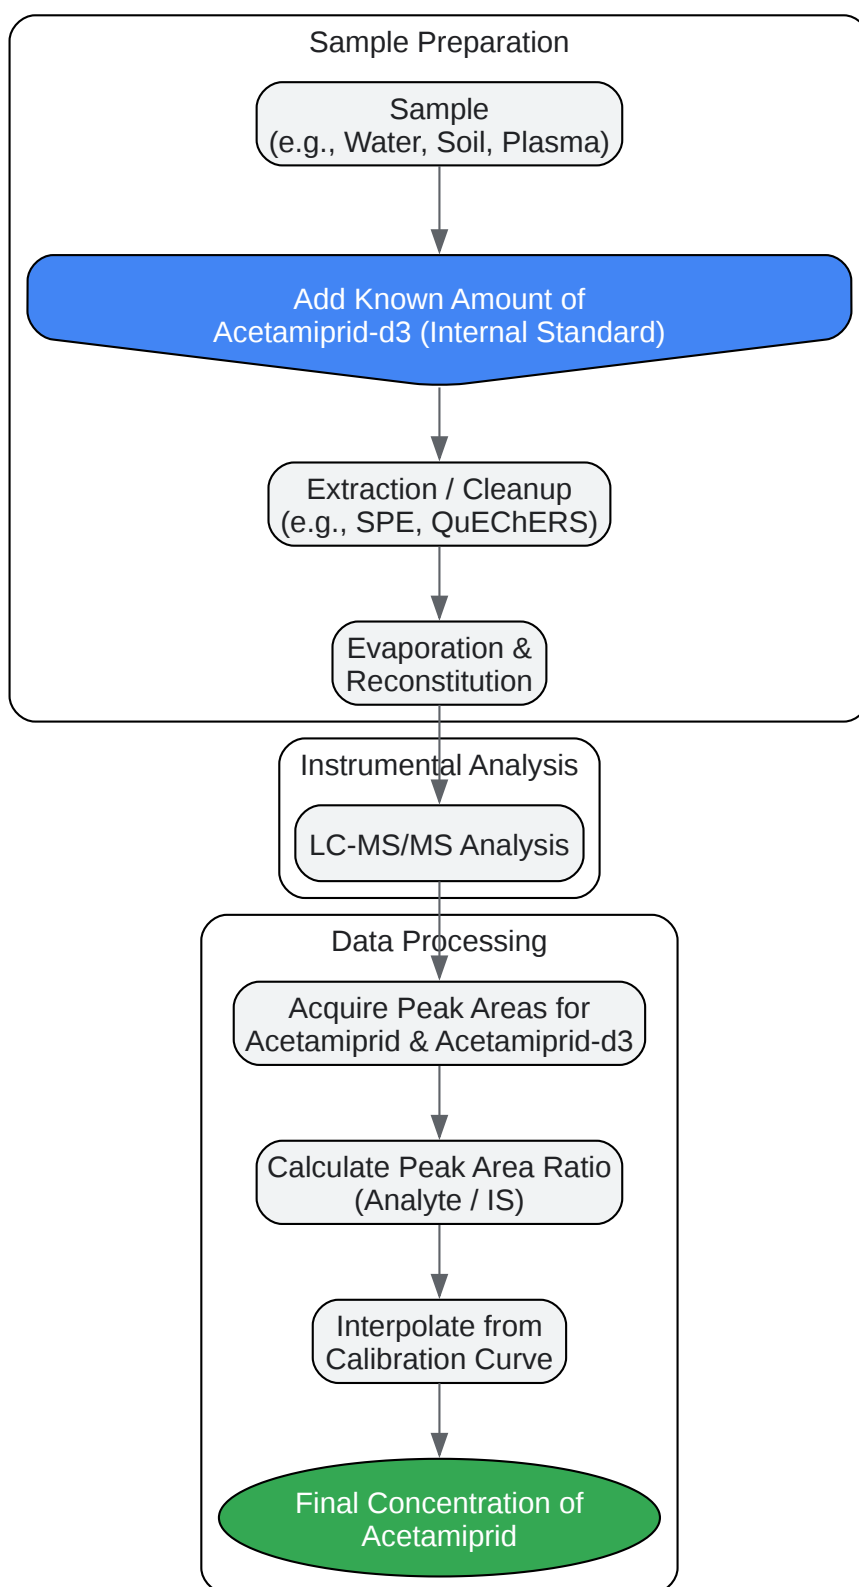 Sample Preparation
Sample
(e.g., Water, Soil, Plasma)
Add Known Amount of
Acetamiprid-d3 (Internal Standard)
Extraction / Cleanup
(e.g., SPE, QuEChERS)
Evaporation &
Reconstitution
Instrumental Analysis
LC-MS/MS Analysis
Data Processing
Acquire Peak Areas for
Acetamiprid & Acetamiprid-d3
Calculate Peak Area Ratio
(Analyte / IS)
Interpolate from
Calibration Curve
Final Concentration of
Acetamiprid